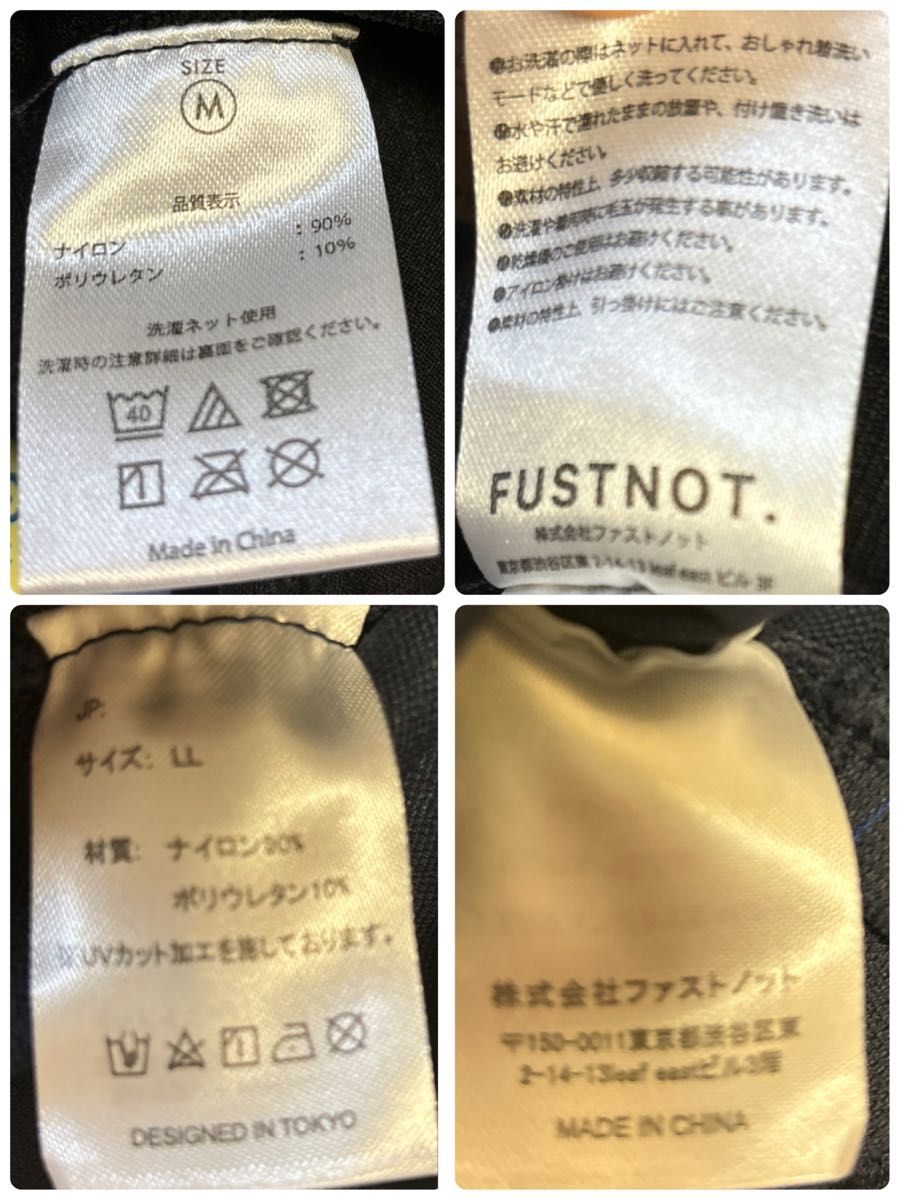 SIZE
M
品質表示
ナイロン : 90%
ポリウレタン : 10%
洗濯ネット使用
洗濯時の注意詳細は裏面をご確認ください。
40
Made in China
●お洗濯の際はネットに入れて、おしゃれ着洗い
モードなどで優しく洗ってください。
●水や汗で濡れたままの放置や、付け置き洗いは
お避けください。
●素材の特性上、多少収縮する可能性があります。
●洗濯や着用時に毛玉が発生する事があります。
●乾燥機のご使用はお避けください。
●アイロン掛けはお避けください。
●素材の特性上、引っ掛けにはご注意ください。
FUSTNOT.
株式会社ファストノット
東京都渋谷区東 2-14-13 leaf east ビル 3F
JP:
サイズ: LL
材質: ナイロン90%
ポリウレタン10%
※UVカット加工を施しております。
DESIGNED IN TOKYO
株式会社ファストノット
〒150-0011東京都渋谷区東
2-14-13leaf eastビル3階
MADE IN CHINA